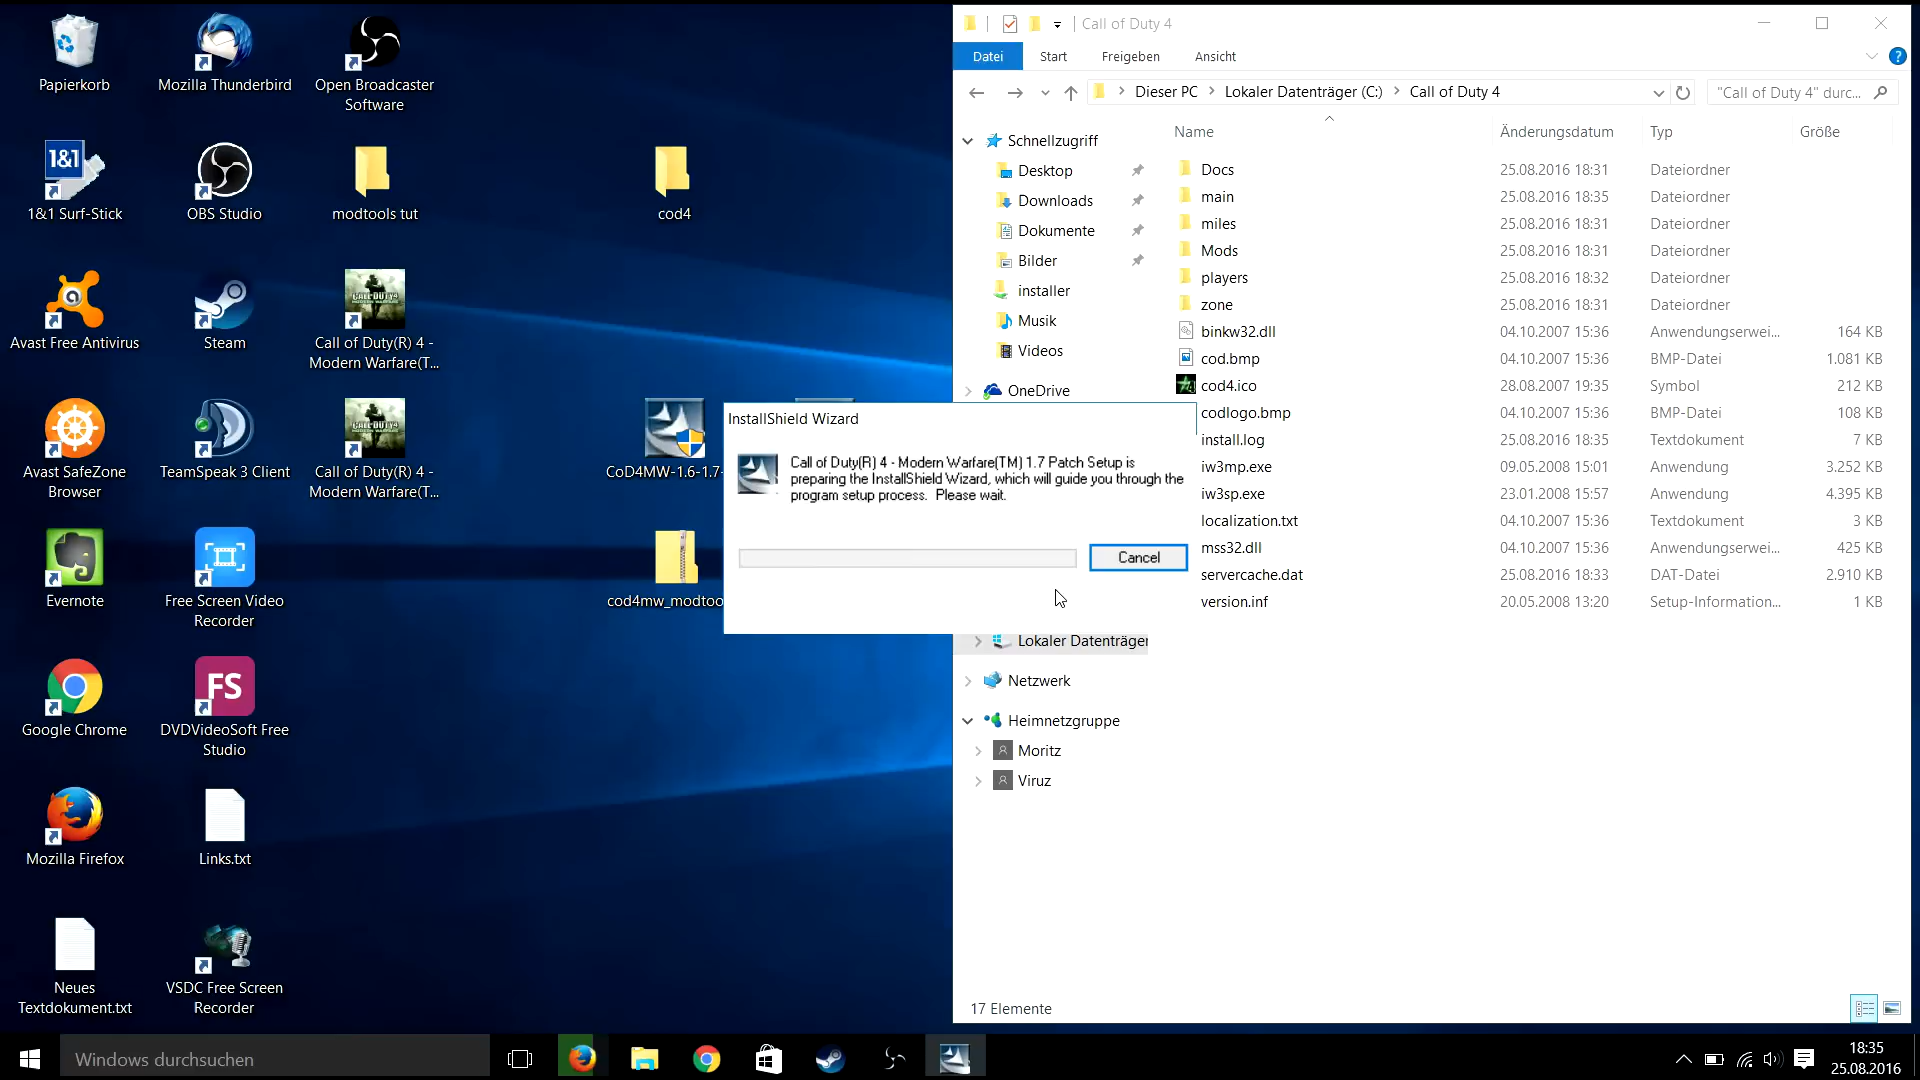 Papierkorb
Mozilla Thunderbird
Open Broadcaster
Software
1&1
1&1 Surf-Stick
OBS Studio
modtools tut
cod4
Avast Free Antivirus
Steam
CALL OF DUTY 4
Call of Duty(R) 4 -
Modern Warfare(T...
Avast SafeZone
Browser
TeamSpeak 3 Client
CALL OF DUTY 4
Call of Duty(R) 4 -
Modern Warfare(T...
CoD4MW-1.6-1.7-
Evernote
Free Screen Video
Recorder
cod4mw_modtoo
Google Chrome
FS
DVDVideoSoft Free
Studio
Mozilla Firefox
Links.txt
Neues
Textdokument.txt
VSDC Free Screen
Recorder
Call of Duty 4
Datei Start Freigeben Ansicht
Dieser PC Lokaler Datenträger (C:) Call of Duty 4
"Call of Duty 4" durc...
Name Änderungsdatum Typ Größe
Schnellzugriff
Desktop
Downloads
Dokumente
Bilder
installer
Musik
Videos
OneDrive
Lokaler Datenträger
Netzwerk
Heimnetzgruppe
Moritz
Viruz
Docs 25.08.2016 18:31 Dateiordner
main 25.08.2016 18:35 Dateiordner
miles 25.08.2016 18:31 Dateiordner
Mods 25.08.2016 18:31 Dateiordner
players 25.08.2016 18:32 Dateiordner
zone 25.08.2016 18:31 Dateiordner
binkw32.dll 04.10.2007 15:36 Anwendungserwei... 164 KB
cod.bmp 04.10.2007 15:36 BMP-Datei 1.081 KB
cod4.ico 28.08.2007 19:35 Symbol 212 KB
codlogo.bmp 04.10.2007 15:36 BMP-Datei 108 KB
install.log 25.08.2016 18:35 Textdokument 7 KB
iw3mp.exe 09.05.2008 15:01 Anwendung 3.252 KB
iw3sp.exe 23.01.2008 15:57 Anwendung 4.395 KB
localization.txt 04.10.2007 15:36 Textdokument 3 KB
mss32.dll 04.10.2007 15:36 Anwendungserwei... 425 KB
servercache.dat 25.08.2016 18:33 DAT-Datei 2.910 KB
version.inf 20.05.2008 13:20 Setup-Information... 1 KB
17 Elemente
InstallShield Wizard
Call of Duty(R) 4 - Modern Warfare(TM) 1.7 Patch Setup is
preparing the InstallShield Wizard, which will guide you through the
program setup process. Please wait.
Cancel
Windows durchsuchen
18:35
25.08.2016